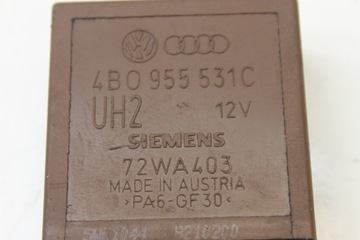 4B0 955 531C
UH2 12V
SIEMENS
72WA403
MADE IN AUSTRIA
>PA6-GF30<